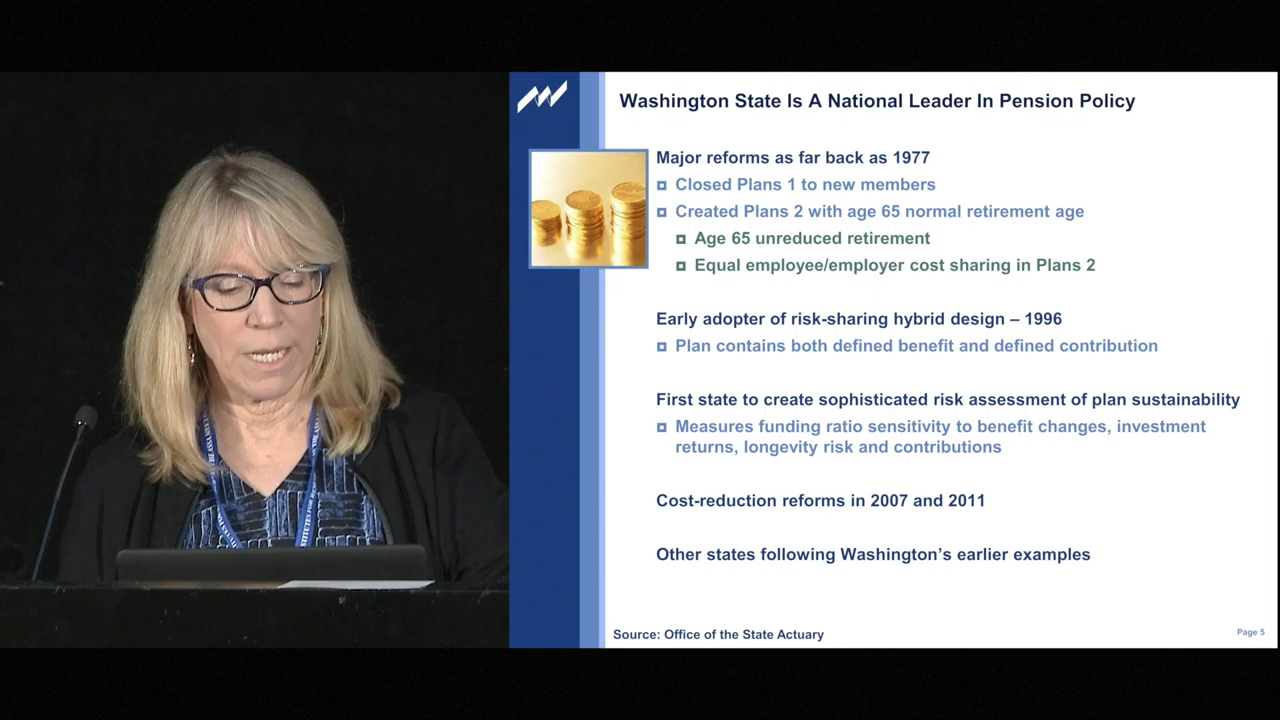 Washington State Is A National Leader In Pension Policy
Major reforms as far back as 1977
Closed Plans 1 to new members
Created Plans 2 with age 65 normal retirement age
Age 65 unreduced retirement
Equal employee/employer cost sharing in Plans 2
Early adopter of risk-sharing hybrid design – 1996
Plan contains both defined benefit and defined contribution
First state to create sophisticated risk assessment of plan sustainability
Measures funding ratio sensitivity to benefit changes, investment
returns, longevity risk and contributions
Cost-reduction reforms in 2007 and 2011
Other states following Washington's earlier examples
Source: Office of the State Actuary
Page 5